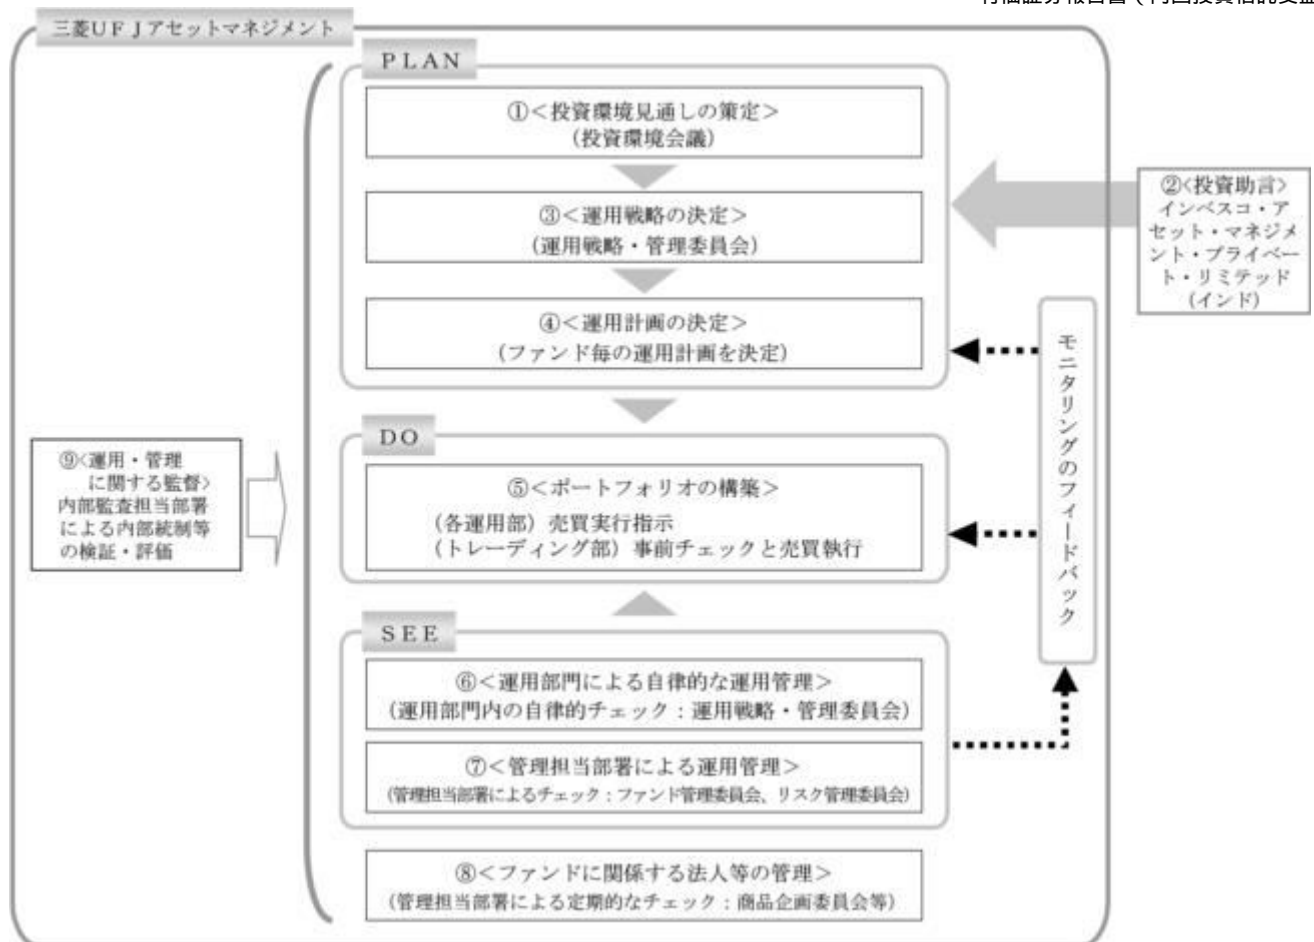 三菱UFJアセットマネジメント
PLAN
①＜投資環境見通しの策定＞
(投資環境会議)
②<投資助言>
インベスコ・ア
セット・マネジメ
ント・プライベー
ト・リミテッド
(インド)
③＜運用戦略の決定＞
(運用戦略・管理委員会)
④＜運用計画の決定＞
(ファンド毎の運用計画を決定)
モニタリングのフィードバック
DO
⑤＜ポートフォリオの構築＞
(各運用部) 売買実行指示
(トレーディング部) 事前チェックと売買執行
⑨<運用・管理
に関する監督>
内部監査担当部署
による内部統制等
の検証・評価
SEE
⑥＜運用部門による自律的な運用管理＞
(運用部門内の自律的チェック：運用戦略・管理委員会)
⑦＜管理担当部署による運用管理＞
(管理担当部署によるチェック：ファンド管理委員会、リスク管理委員会)
⑧＜ファンドに関係する法人等の管理＞
(管理担当部署による定期的なチェック：商品企画委員会等)